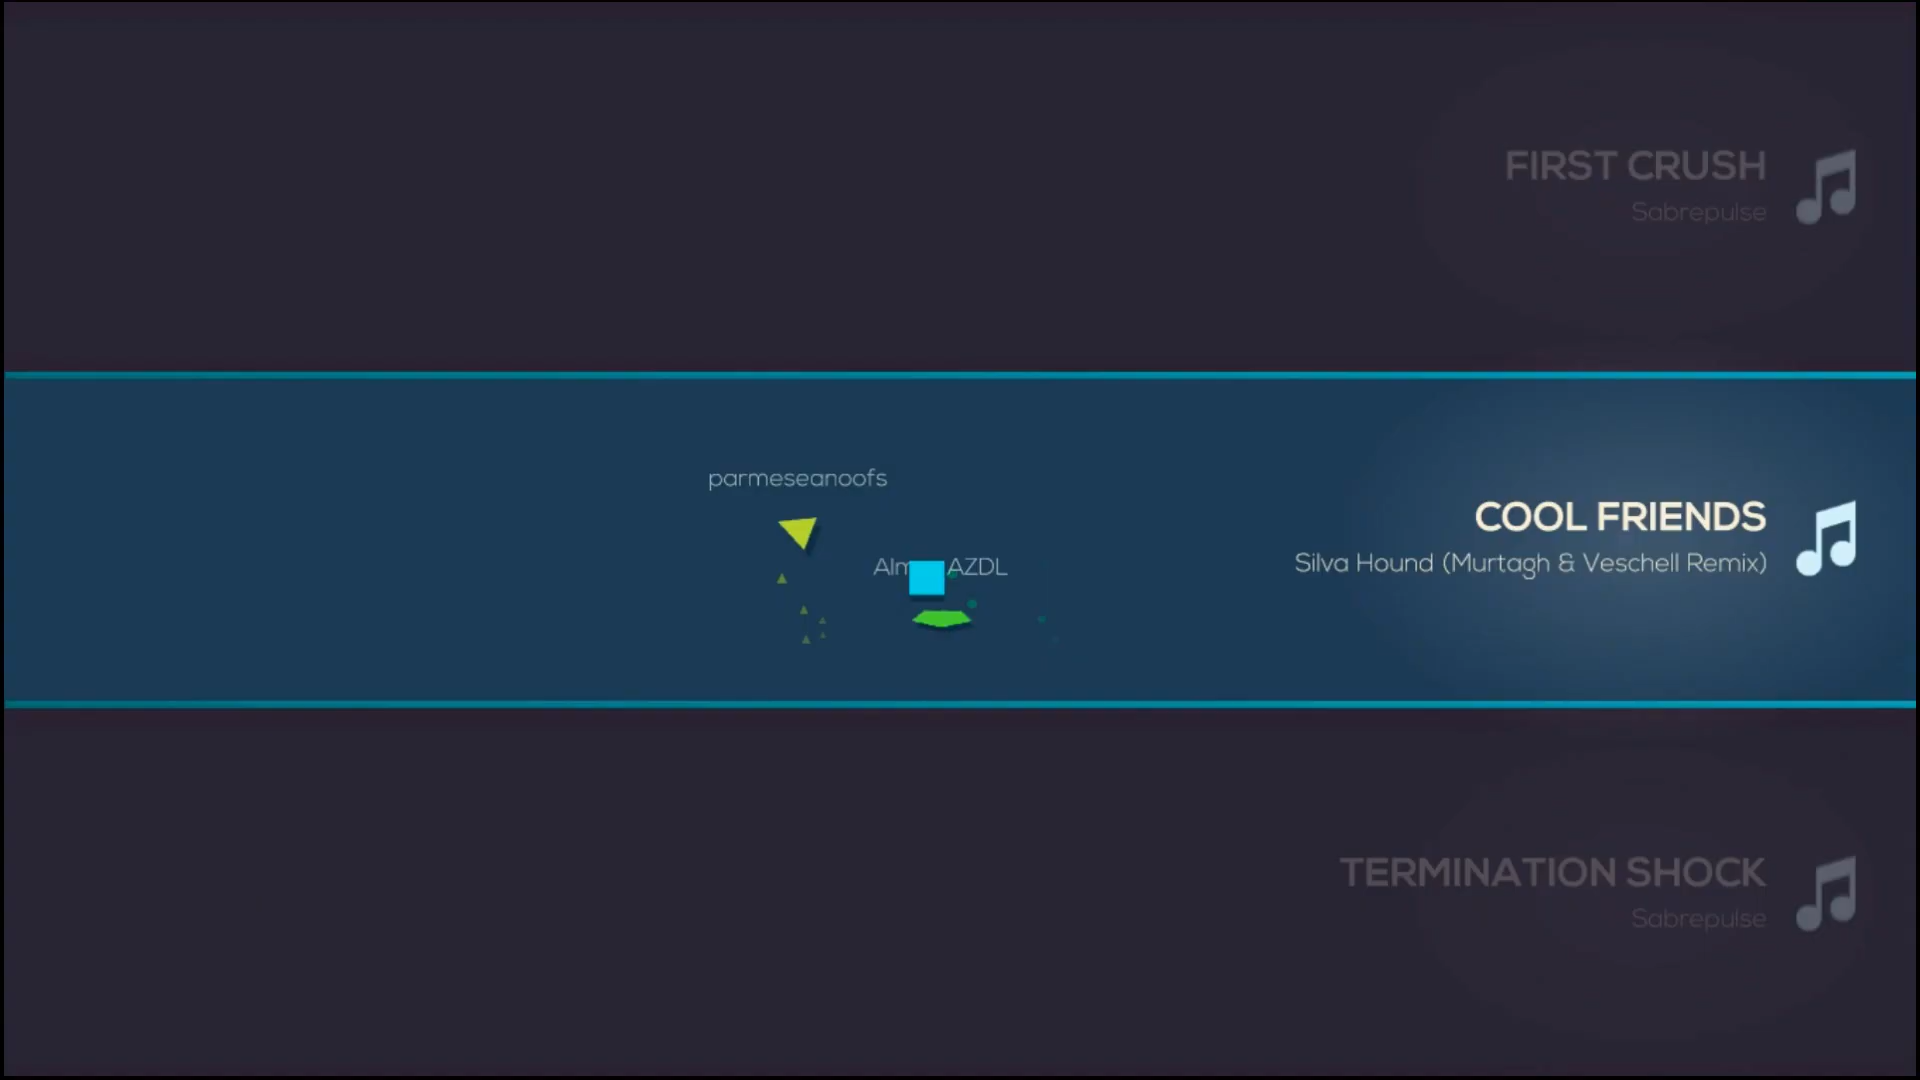 FIRST CRUSH
Sabrepulse
parmeseanoofs
COOL FRIENDS
Silva Hound (Murtagh & Veschell Remix)
AZDL
TERMINATION SHOCK
Sabrepulse